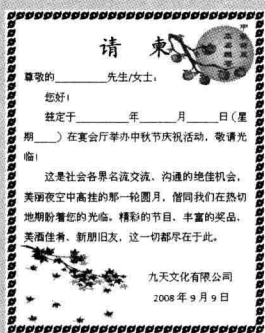 请柬
尊敬的________先生/女士：
您好！
兹定于________年______月______日（星
期____）在宴会厅举办中秋节庆祝活动，敬请光
临！
这是社会各界名流交流、沟通的绝佳机会，
美丽夜空中高挂的那一轮圆月，偕同我们在热切
地期盼着您的光临。精彩的节目、丰富的奖品、
美酒佳肴、新朋旧友，这一切都尽在于此。
九天文化有限公司
2008年9月9日